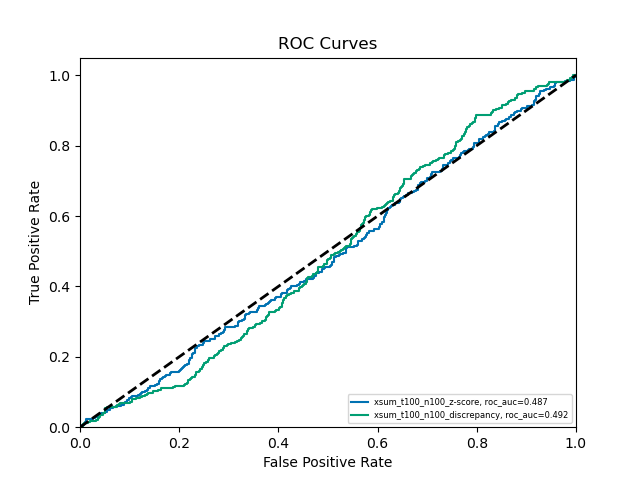 ROC Curves
True Positive Rate
1.0
0.8
0.6
0.4
0.2
0.0
0.0 0.2 0.4 0.6 0.8 1.0
False Positive Rate
xsum_t100_n100_z-score, roc_auc=0.487
xsum_t100_n100_discrepancy, roc_auc=0.492